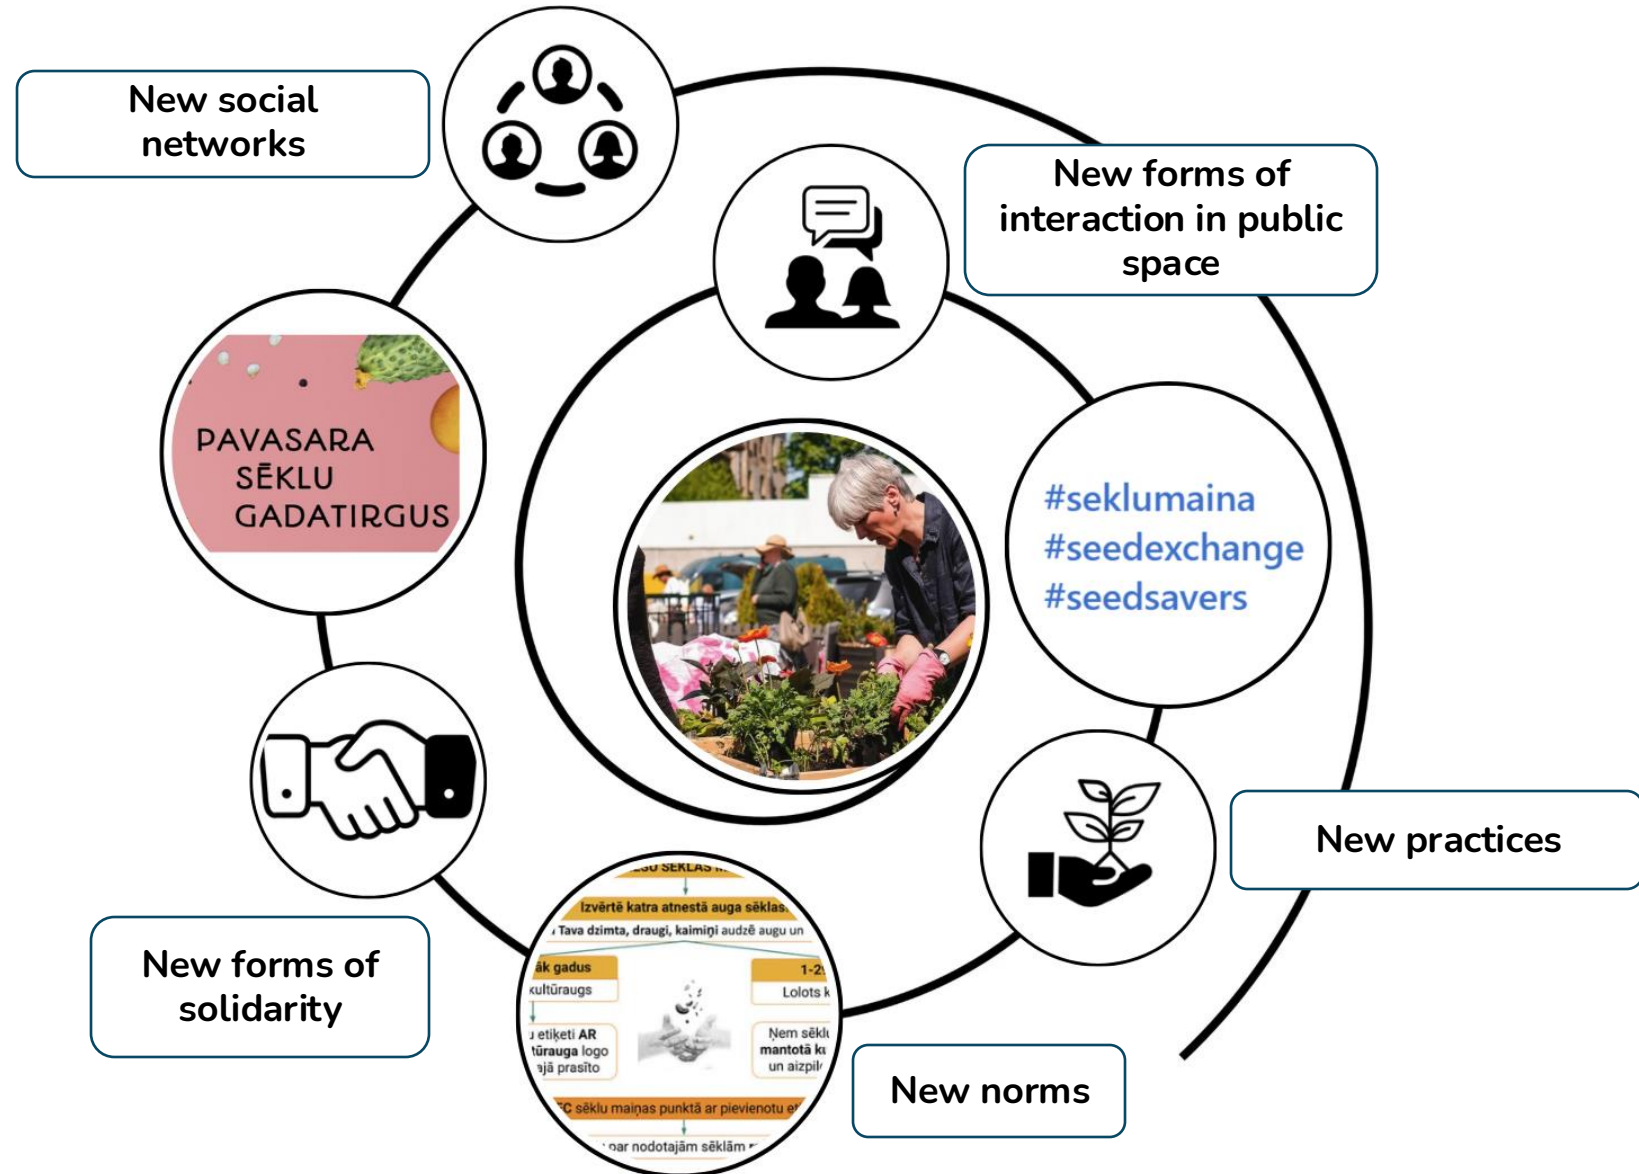 New social
networks
New forms of
interaction in public
space
PAVASARA
SĒKLU
GADATIRGUS
#seklumaina
#seedexchange
#seedsavers
New practices
New forms of
solidarity
Izvērtē katra atnestā auga sēklas
Tava dzimta, draugi, kaimiņi audzē augu un
gadus
1-2
kultūraugs
Lolots
etiķeti AR
logo
prasīto
Ņem
mantotā
un
sēklu maiņas punktā ar pievienotu
par nodotajām sēklām
New norms